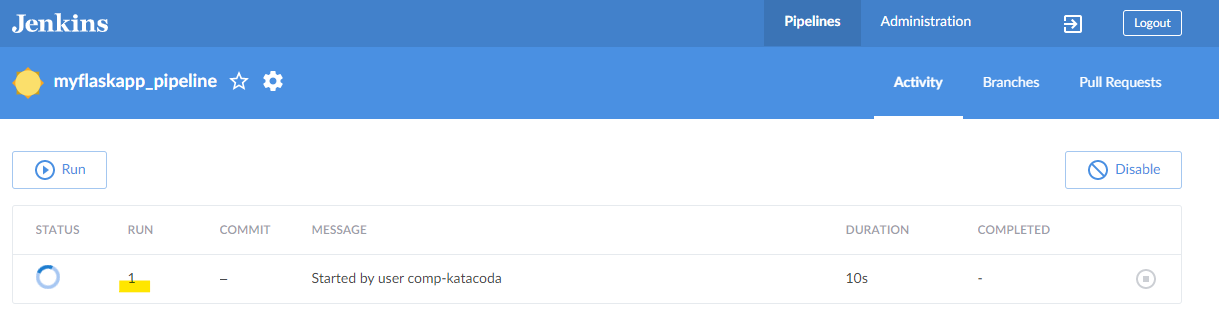 Jenkins Pipelines Administration Logout
myflaskapp_pipeline Activity Branches Pull Requests
Run Disable
STATUS RUN COMMIT MESSAGE DURATION COMPLETED
1 – Started by user comp-katacoda 10s -